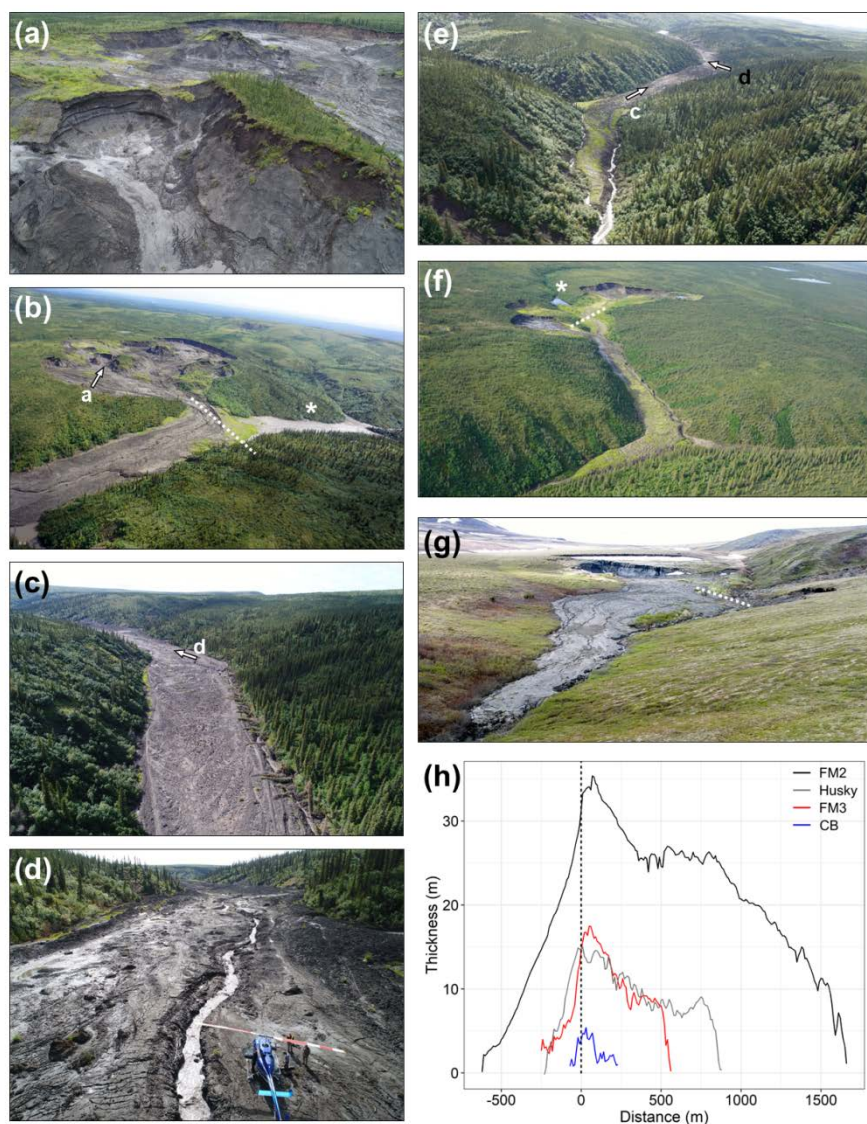 (a)
(b)
a
*
(c)
d
(d)
(e)
c
d
(f)
*
(g)
(h)
FM2
Husky
FM3
CB
Thickness (m)
30
20
10
0
-500
0
500
1000
1500
Distance (m)